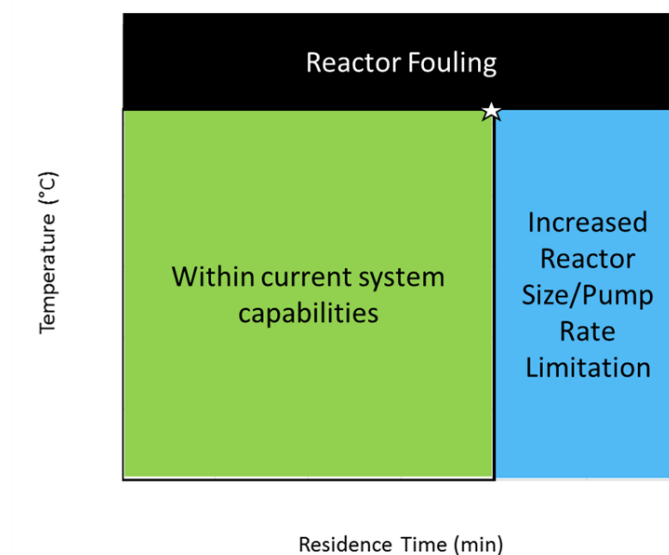 Reactor Fouling
Temperature (°C)
Within current system
capabilities
Increased
Reactor
Size/Pump
Rate
Limitation
Residence Time (min)